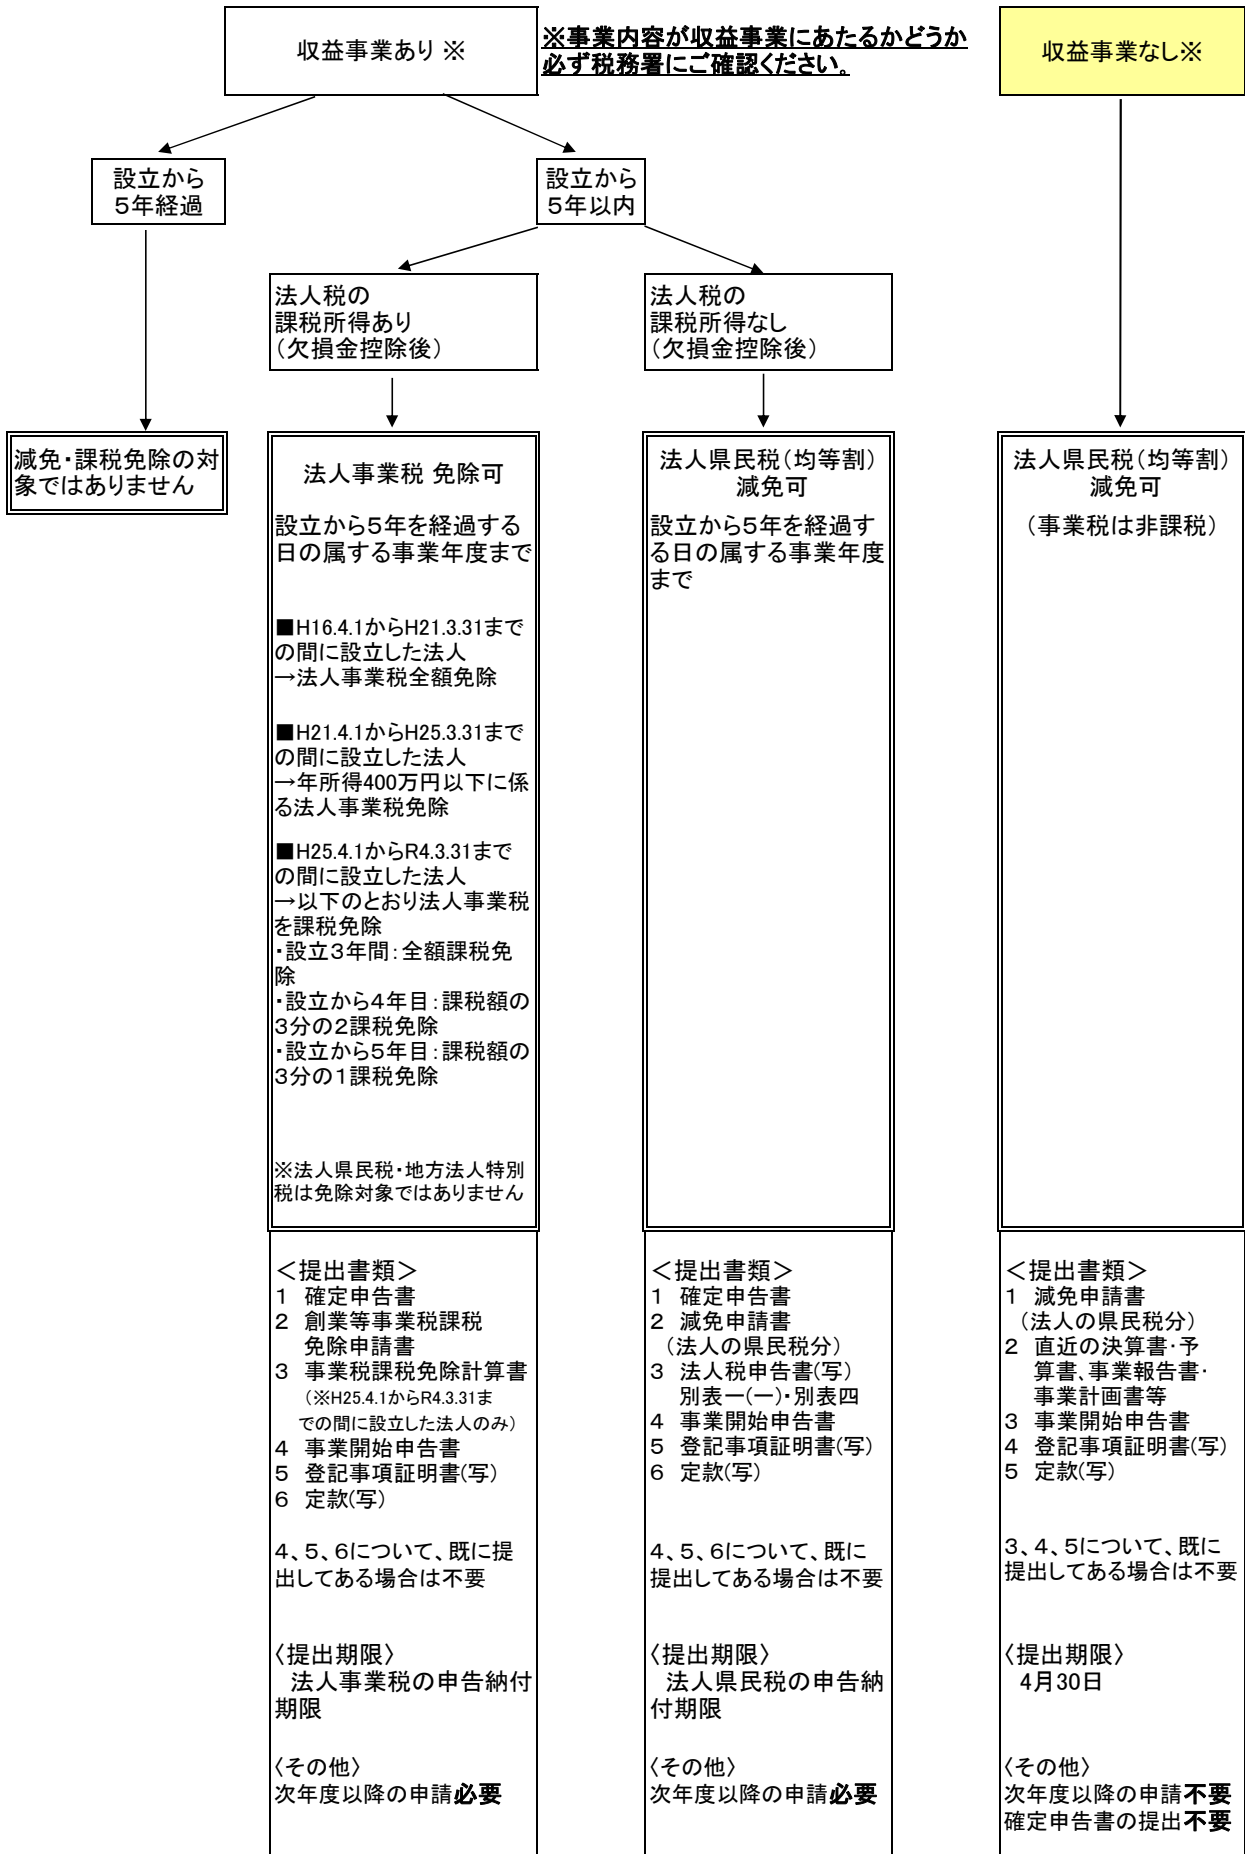 収益事業あり ※
※事業内容が収益事業にあたるかどうか
必ず税務署にご確認ください。
収益事業なし※
設立から
５年経過
設立から
５年以内
法人税の
課税所得あり
（欠損金控除後）
法人税の
課税所得なし
（欠損金控除後）
減免・課税免除の対
象ではありません
法人事業税 免除可
設立から５年を経過する
日の属する事業年度まで
■H16.4.1からH21.3.31まで
の間に設立した法人
→法人事業税全額免除
■H21.4.1からH25.3.31まで
の間に設立した法人
→年所得400万円以下に係
る法人事業税免除
■H25.4.1からR4.3.31まで
の間に設立した法人
→以下のとおり法人事業税
を課税免除
・設立３年間：全額課税免
除
・設立から４年目：課税額の
３分の２課税免除
・設立から５年目：課税額の
３分の１課税免除
※法人県民税・地方法人特別
税は免除対象ではありません
＜提出書類＞
１　確定申告書
２　創業等事業税課税
免除申請書
３　事業税課税免除計算書
（※H25.4.1からR4.3.31ま
での間に設立した法人のみ）
４　事業開始申告書
５　登記事項証明書(写)
６　定款(写)
４、５、６について、既に提
出してある場合は不要
〈提出期限〉
法人事業税の申告納付
期限
〈その他〉
次年度以降の申請必要
法人県民税（均等割）
減免可
設立から５年を経過す
る日の属する事業年度
まで
＜提出書類＞
１　確定申告書
２　減免申請書
（法人の県民税分）
３　法人税申告書(写)
別表一(一)・別表四
４　事業開始申告書
５　登記事項証明書(写)
６　定款(写)
４、５、６について、既に
提出してある場合は不要
〈提出期限〉
法人県民税の申告納
付期限
〈その他〉
次年度以降の申請必要
法人県民税（均等割）
減免可
（事業税は非課税）
＜提出書類＞
１　減免申請書
（法人の県民税分）
２　直近の決算書・予
算書、事業報告書・
事業計画書等
３　事業開始申告書
４　登記事項証明書(写)
５　定款(写)
３、４、５について、既に
提出してある場合は不要
〈提出期限〉
4月30日
〈その他〉
次年度以降の申請不要
確定申告書の提出不要